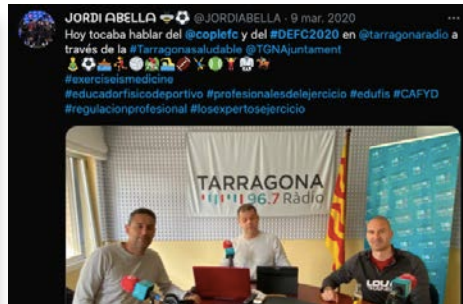 JORDI ABELLA @JORDIABELLA · 9 mar. 2020
Hoy tocaba hablar del @coplefc y del #DEFC2020 en @tarragonaradio a
través de la #Tarragonasaludable @TGNAjuntament
#exerciseismedicine
#educadorfisicodeportivo #profesionalesdelejercicio #edufis #CAFYD
#regulacionprofesional #losexpertosejercicio
TARRAGONA
96.7 Ràdio